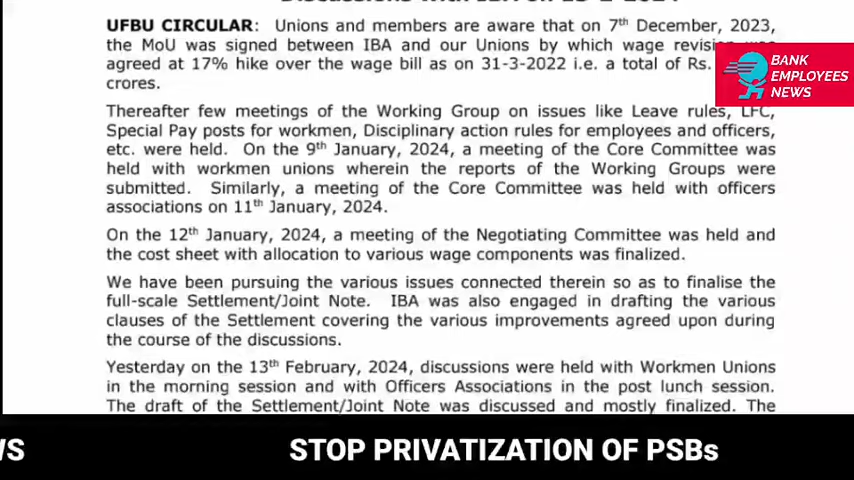 Discussions with IBA on 13-2-2024
UFBU CIRCULAR: Unions and members are aware that on 7th December, 2023,
the MoU was signed between IBA and our Unions by which wage revision was
agreed at 17% hike over the wage bill as on 31-3-2022 i.e. a total of Rs.
crores.
BANK
EMPLOYEES
NEWS
Thereafter few meetings of the Working Group on issues like Leave rules, LFC,
Special Pay posts for workmen, Disciplinary action rules for employees and officers,
etc. were held. On the 9th January, 2024, a meeting of the Core Committee was
held with workmen unions wherein the reports of the Working Groups were
submitted. Similarly, a meeting of the Core Committee was held with officers
associations on 11th January, 2024.
On the 12th January, 2024, a meeting of the Negotiating Committee was held and
the cost sheet with allocation to various wage components was finalized.
We have been pursuing the various issues connected therein so as to finalise the
full-scale Settlement/Joint Note. IBA was also engaged in drafting the various
clauses of the Settlement covering the various improvements agreed upon during
the course of the discussions.
Yesterday on the 13th February, 2024, discussions were held with Workmen Unions
in the morning session and with Officers Associations in the post lunch session.
The draft of the Settlement/Joint Note was discussed and mostly finalized. The
WS STOP PRIVATIZATION OF PSBs